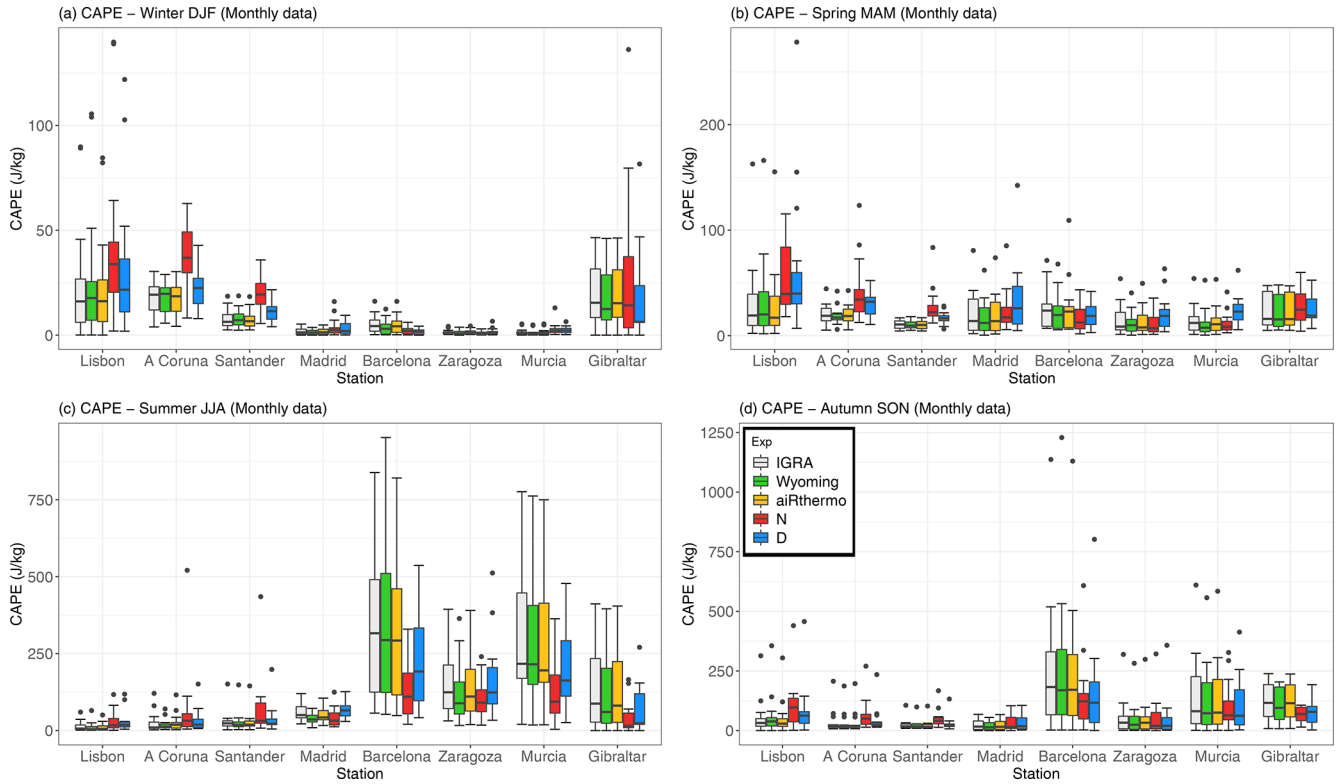 (a) CAPE − Winter DJF (Monthly data)
CAPE (J/kg)
100
50
0
Lisbon A Coruna Santander Madrid Barcelona Zaragoza Murcia Gibraltar
Station
(b) CAPE − Spring MAM (Monthly data)
CAPE (J/kg)
200
100
0
Lisbon A Coruna Santander Madrid Barcelona Zaragoza Murcia Gibraltar
Station
(c) CAPE − Summer JJA (Monthly data)
CAPE (J/kg)
750
500
250
0
Lisbon A Coruna Santander Madrid Barcelona Zaragoza Murcia Gibraltar
Station
(d) CAPE − Autumn SON (Monthly data)
CAPE (J/kg)
1250
1000
750
500
250
0
Exp
IGRA
Wyoming
aiRthermo
N
D
Lisbon A Coruna Santander Madrid Barcelona Zaragoza Murcia Gibraltar
Station